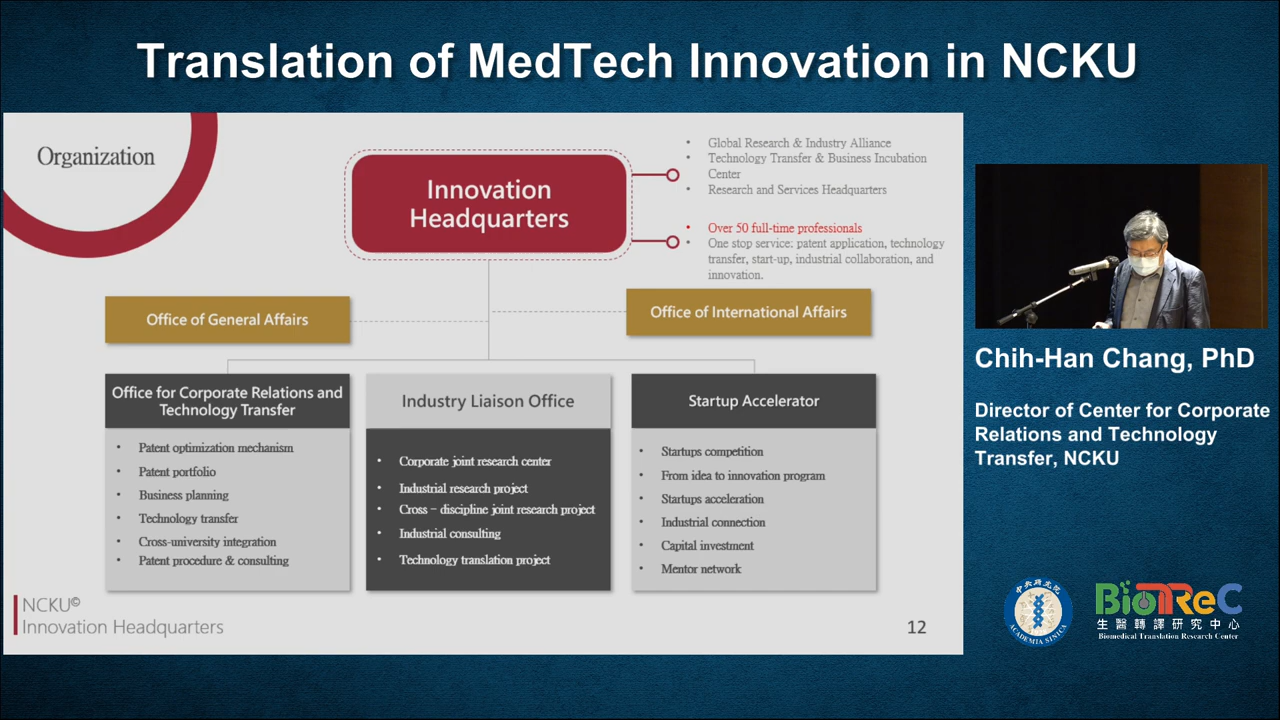 Translation of MedTech Innovation in NCKU
Organization
Innovation
Headquarters
• Global Research & Industry Alliance
• Technology Transfer & Business Incubation
Center
• Research and Services Headquarters
• Over 50 full-time professionals
• One stop service: patent application, technology
transfer, start-up, industrial collaboration, and
innovation.
Office of General Affairs
Office of International Affairs
Office for Corporate Relations and
Technology Transfer
• Patent optimization mechanism
• Patent portfolio
• Business planning
• Technology transfer
• Cross-university integration
• Patent procedure & consulting
Industry Liaison Office
• Corporate joint research center
• Industrial research project
• Cross – discipline joint research project
• Industrial consulting
• Technology translation project
Startup Accelerator
• Startups competition
• From idea to innovation program
• Startups acceleration
• Industrial connection
• Capital investment
• Mentor network
NCKU©
Innovation Headquarters
12
Chih-Han Chang, PhD
Director of Center for Corporate
Relations and Technology
Transfer, NCKU
中央研究院
ACADEMIA SINICA
BioTReC
生醫轉譯研究中心
Biomedical Translation Research Center